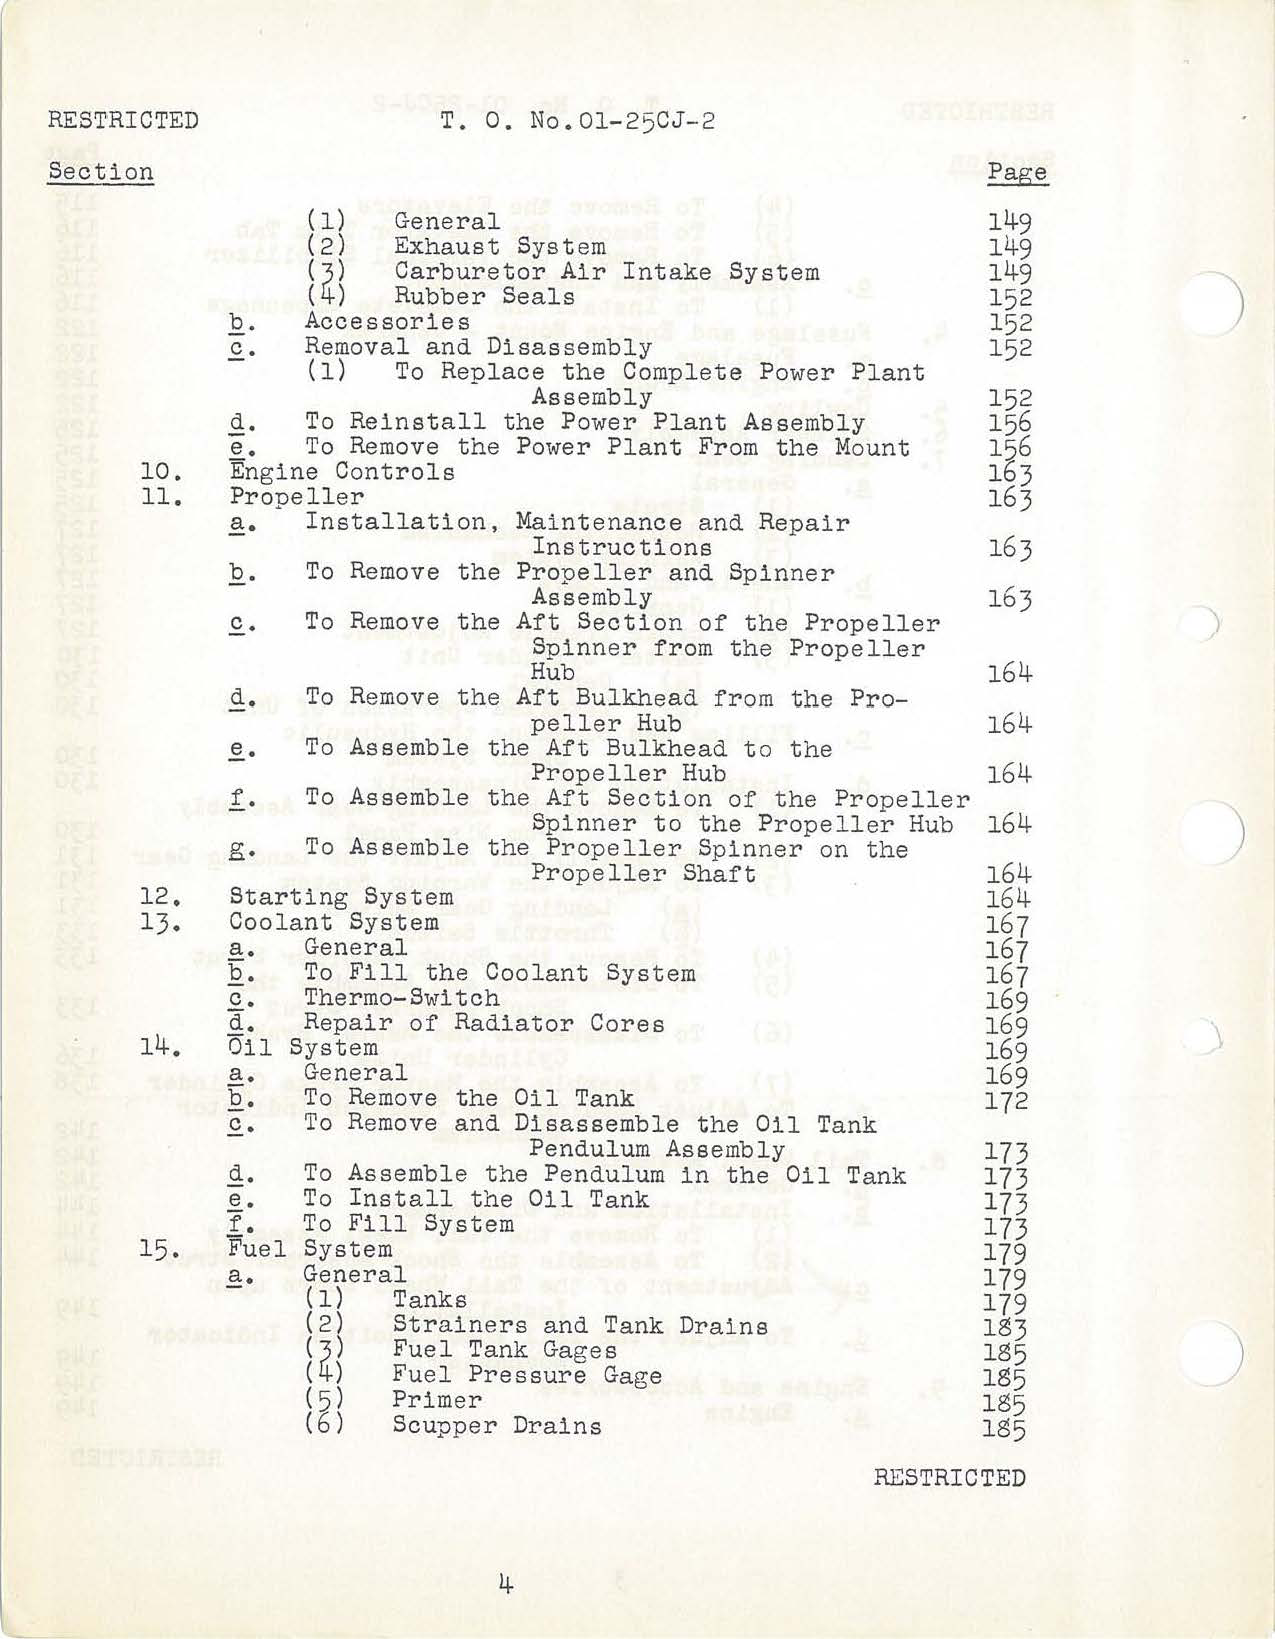 RESTRICTED T. O. No.01-25CJ-2
Section Page
(1) General 149
(2) Exhaust System 149
(3) Carburetor Air Intake System 149
(4) Rubber Seals 152
b. Accessories 152
c. Removal and Disassembly 152
(1) To Replace the Complete Power Plant
Assembly 152
d. To Reinstall the Power Plant Assembly 156
e. To Remove the Power Plant From the Mount 156
10. Engine Controls 163
11. Propeller 163
a. Installation, Maintenance and Repair
Instructions 163
b. To Remove the Propeller and Spinner
Assembly 163
c. To Remove the Aft Section of the Propeller
Spinner from the Propeller
Hub 164
d. To Remove the Aft Bulkhead from the Pro-
peller Hub 164
e. To Assemble the Aft Bulkhead to the
Propeller Hub 164
f. To Assemble the Aft Section of the Propeller
Spinner to the Propeller Hub 164
g. To Assemble the Propeller Spinner on the
Propeller Shaft 164
12. Starting System 164
13. Coolant System 167
a. General 167
b. To Fill the Coolant System 167
c. Thermo-Switch 169
d. Repair of Radiator Cores 169
14. Oil System 169
a. General 169
b. To Remove the Oil Tank 172
c. To Remove and Disassemble the Oil Tank
Pendulum Assembly 173
d. To Assemble the Pendulum in the Oil Tank 173
e. To Install the Oil Tank 173
f. To Fill System 173
15. Fuel System 179
a. General 179
(1) Tanks 179
(2) Strainers and Tank Drains 183
(3) Fuel Tank Gages 185
(4) Fuel Pressure Gage 185
(5) Primer 185
(6) Scupper Drains 185
RESTRICTED
4